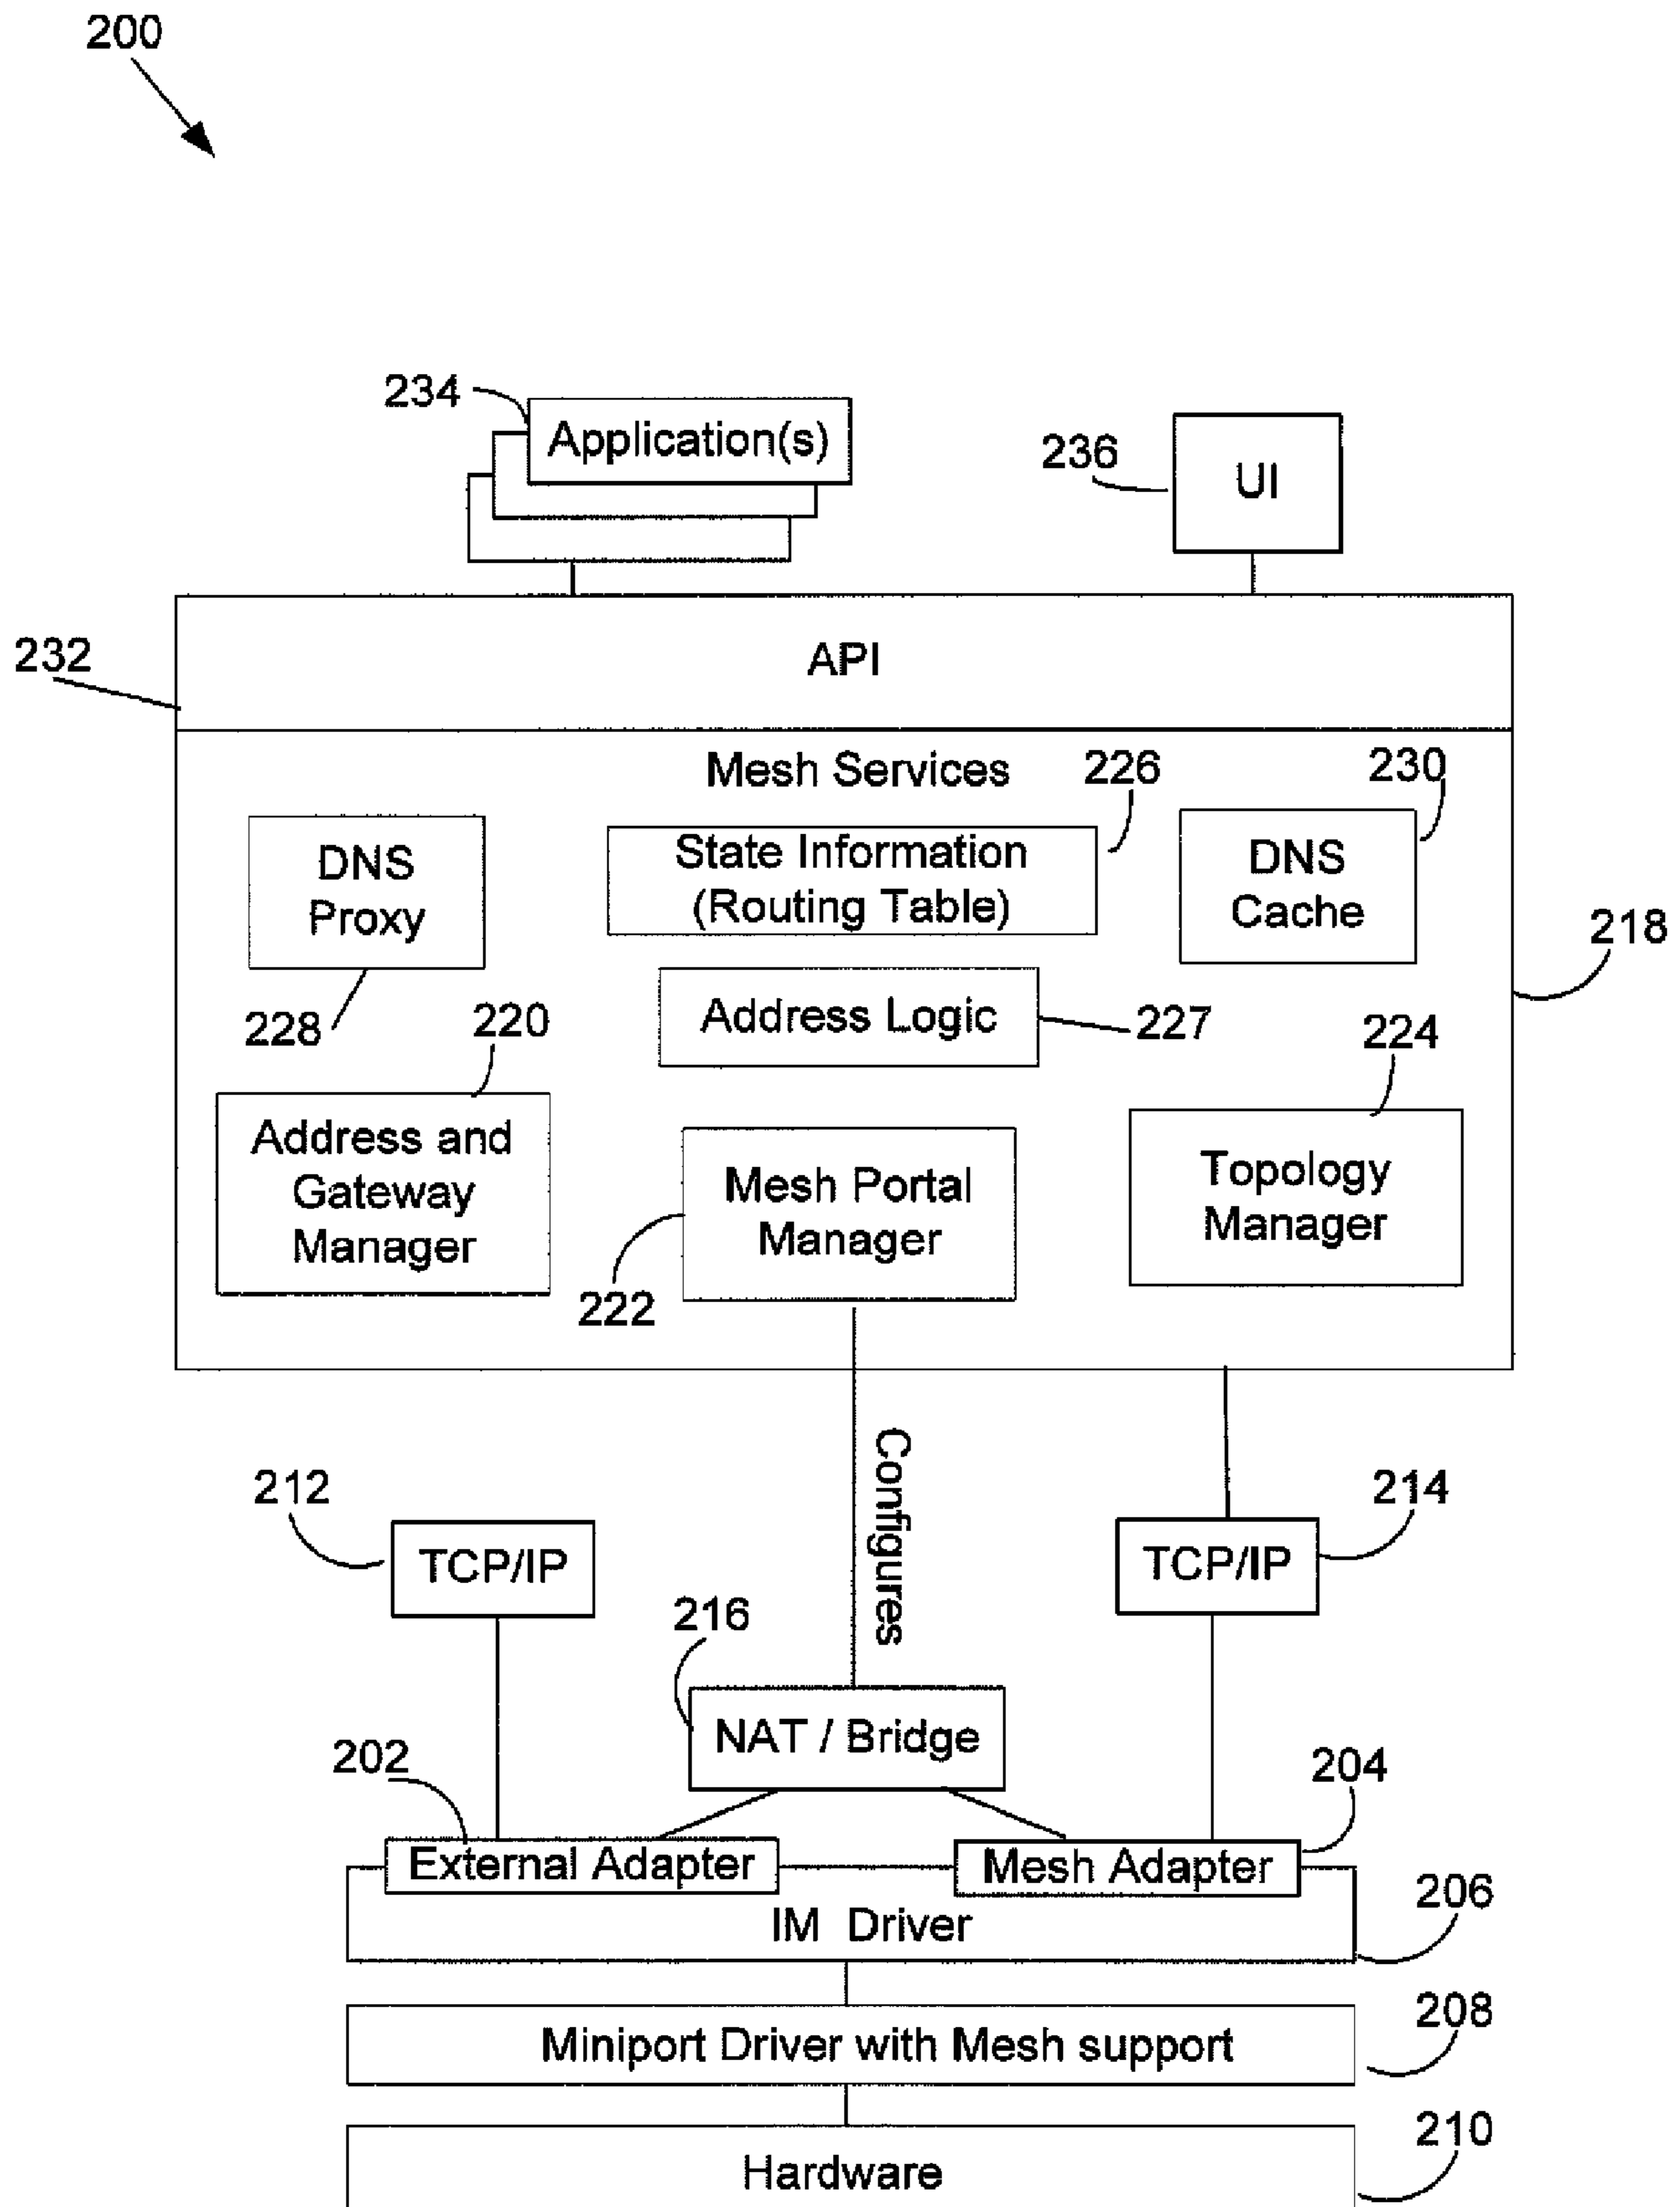 200
234
Application(s)
236
UI
232
API
Mesh Services
226
230
DNS
Proxy
State Information
(Routing Table)
DNS
Cache
218
228
220
Address Logic
227
224
Address and
Gateway
Manager
Mesh Portal
Manager
Topology
Manager
222
Configures
212
TCP/IP
214
TCP/IP
216
NAT / Bridge
202
204
External Adapter
Mesh Adapter
206
IM Driver
208
Miniport Driver with Mesh support
210
Hardware